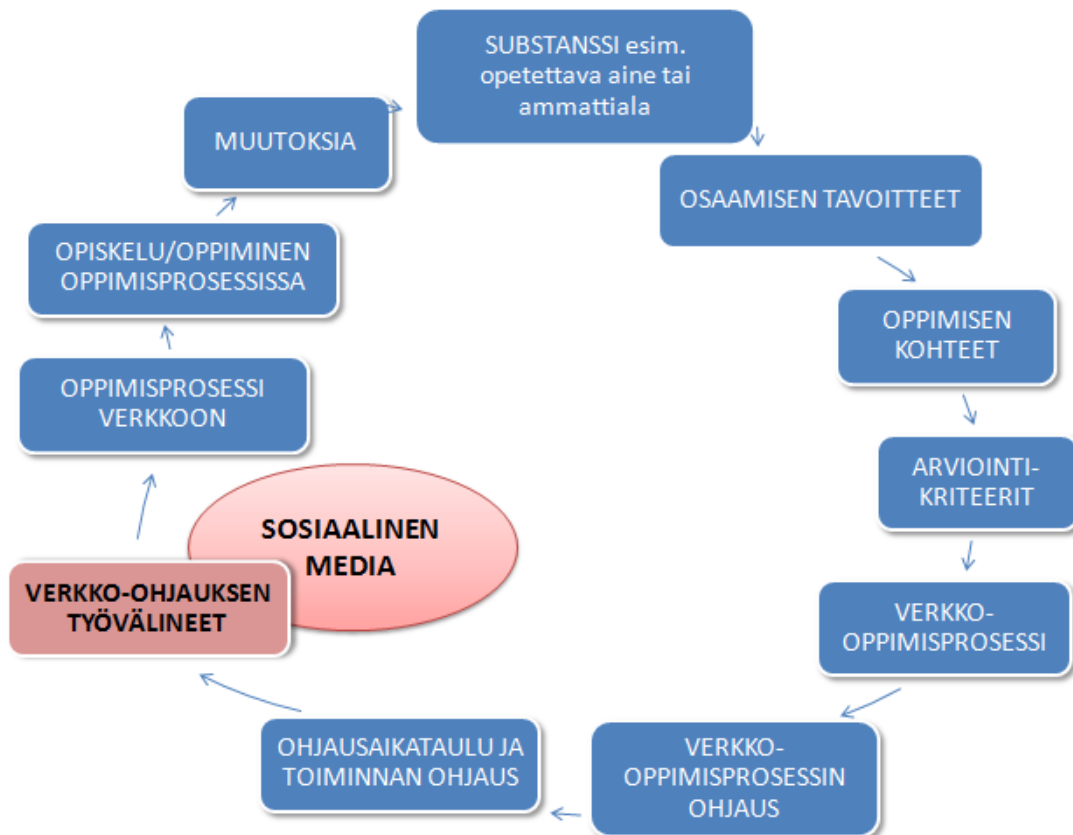 SUBSTANSSI esim.
opetettava aine tai
ammattiala
OSAAMISEN TAVOITTEET
OPPIMISEN
KOHTEET
ARVIOINTI-
KRITEERIT
VERKKO-
OPPIMISPROSESSI
VERKKO-
OPPIMISPROSESSIN
OHJAUS
OHJAUSAIKATAULU JA
TOIMINNAN OHJAUS
VERKKO-OHJAUKSEN
TYÖVÄLINEET
SOSIAALINEN
MEDIA
OPPIMISPROSESSI
VERKKOON
OPISKELU/OPPIMINEN
OPPIMISPROSESSISSA
MUUTOKSIA